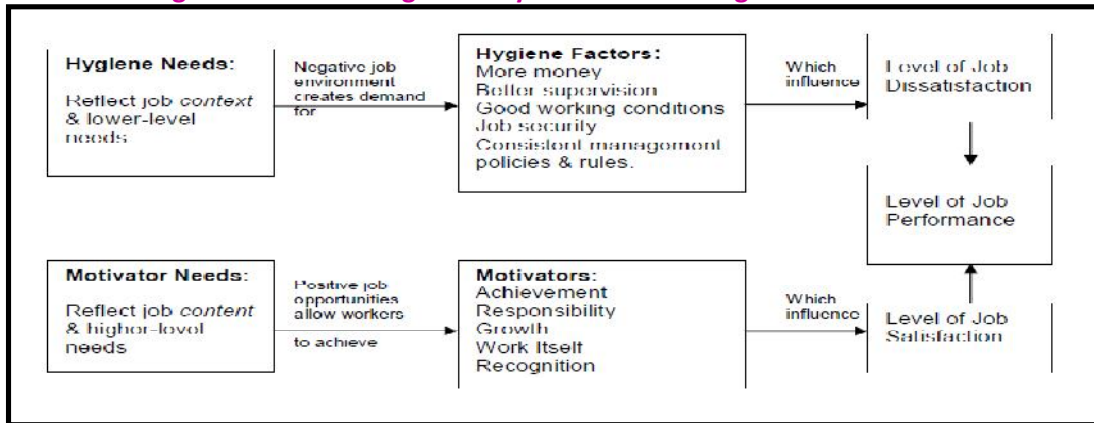 Hygiene Needs:
Reflect job context
& lower-level
needs
Negative job
environment
creates demand
for
Hygiene Factors:
More money
Better supervision
Good working conditions
Job security
Consistent management
policies & rules.
Which
influence
Level of Job
Dissatisfaction
Level of Job
Performance
Motivator Needs:
Reflect job content
& higher-level
needs
Positive job
opportunities
allow workers
to achieve
Motivators:
Achievement
Responsibility
Growth
Work Itself
Recognition
Which
influence
Level of Job
Satisfaction